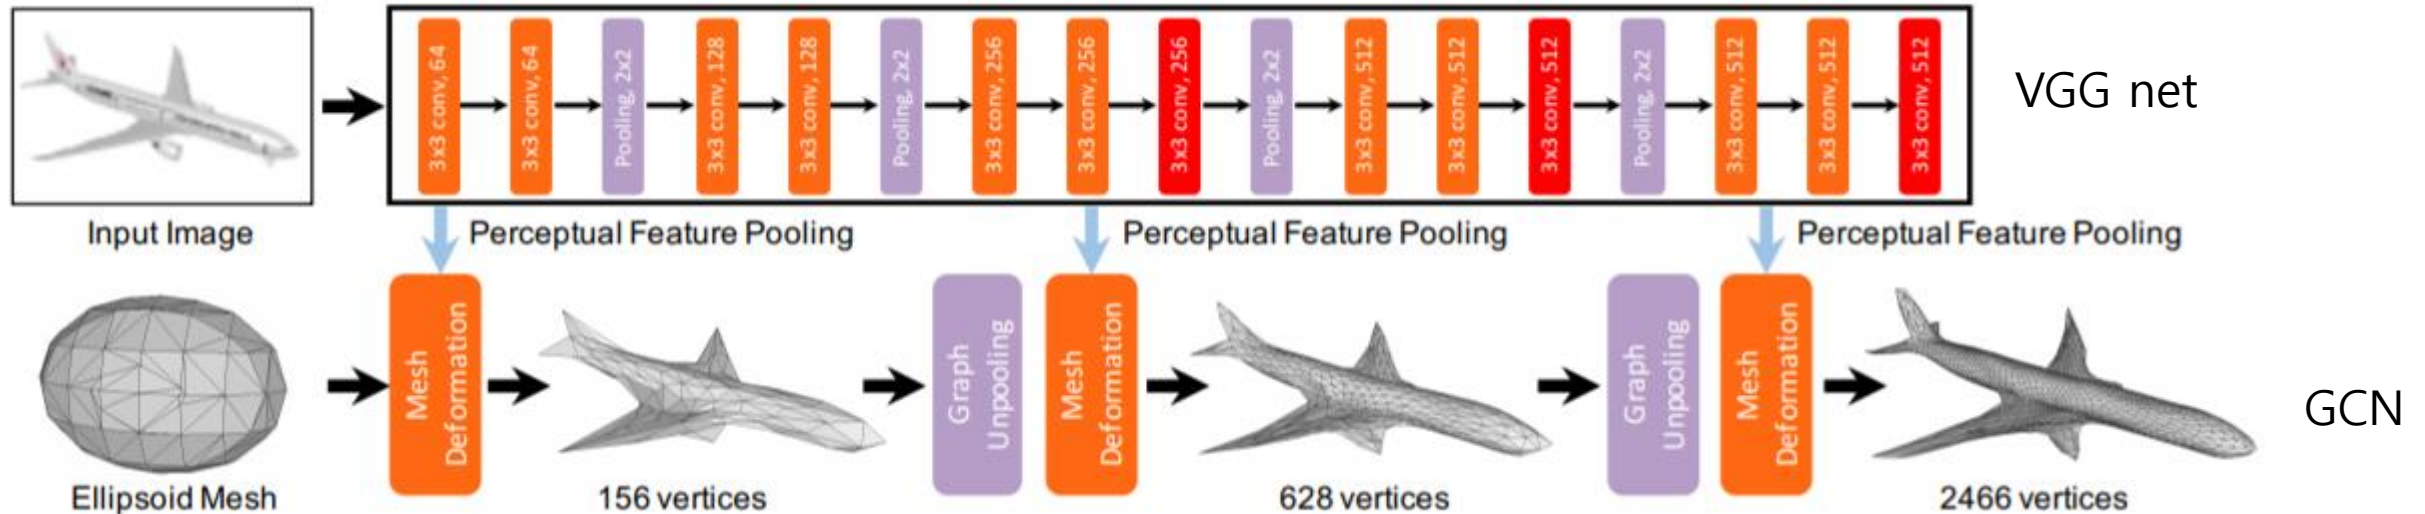 3x3 conv, 64
3x3 conv, 64
Pooling, 2x2
3x3 conv, 128
3x3 conv, 128
Pooling, 2x2
3x3 conv, 256
3x3 conv, 256
3x3 conv, 256
Pooling, 2x2
3x3 conv, 512
3x3 conv, 512
3x3 conv, 512
Pooling, 2x2
3x3 conv, 512
3x3 conv, 512
3x3 conv, 512
VGG net
Input Image
Perceptual Feature Pooling
Perceptual Feature Pooling
Perceptual Feature Pooling
Mesh
Deformation
Graph
Unpooling
Mesh
Deformation
Graph
Unpooling
Mesh
Deformation
GCN
Ellipsoid Mesh
156 vertices
628 vertices
2466 vertices